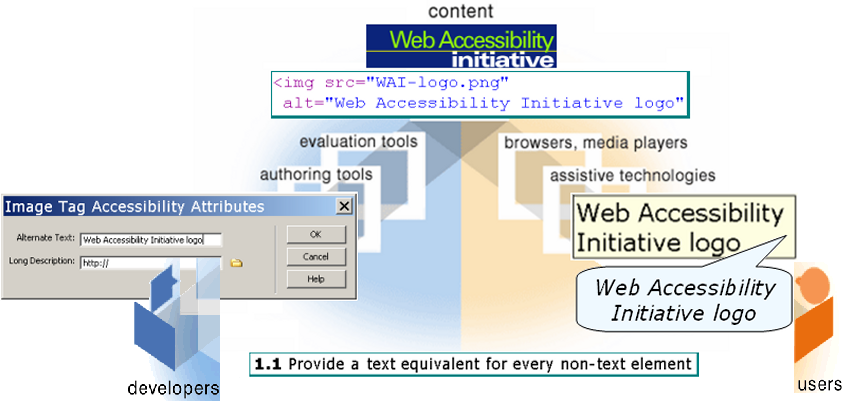 content
Web Accessibility
initiative
<img src="WAI-logo.png"
alt="Web Accessibility Initiative logo"
evaluation tools
authoring tools
browsers, media players
assistive technologies
Image Tag Accessibility Attributes
Alternate Text: Web Accessibility Initiative logo
OK
Long Description: http://
Cancel
Help
Web Accessibility
Initiative logo
Web Accessibility
Initiative logo
1.1 Provide a text equivalent for every non-text element
developers
users